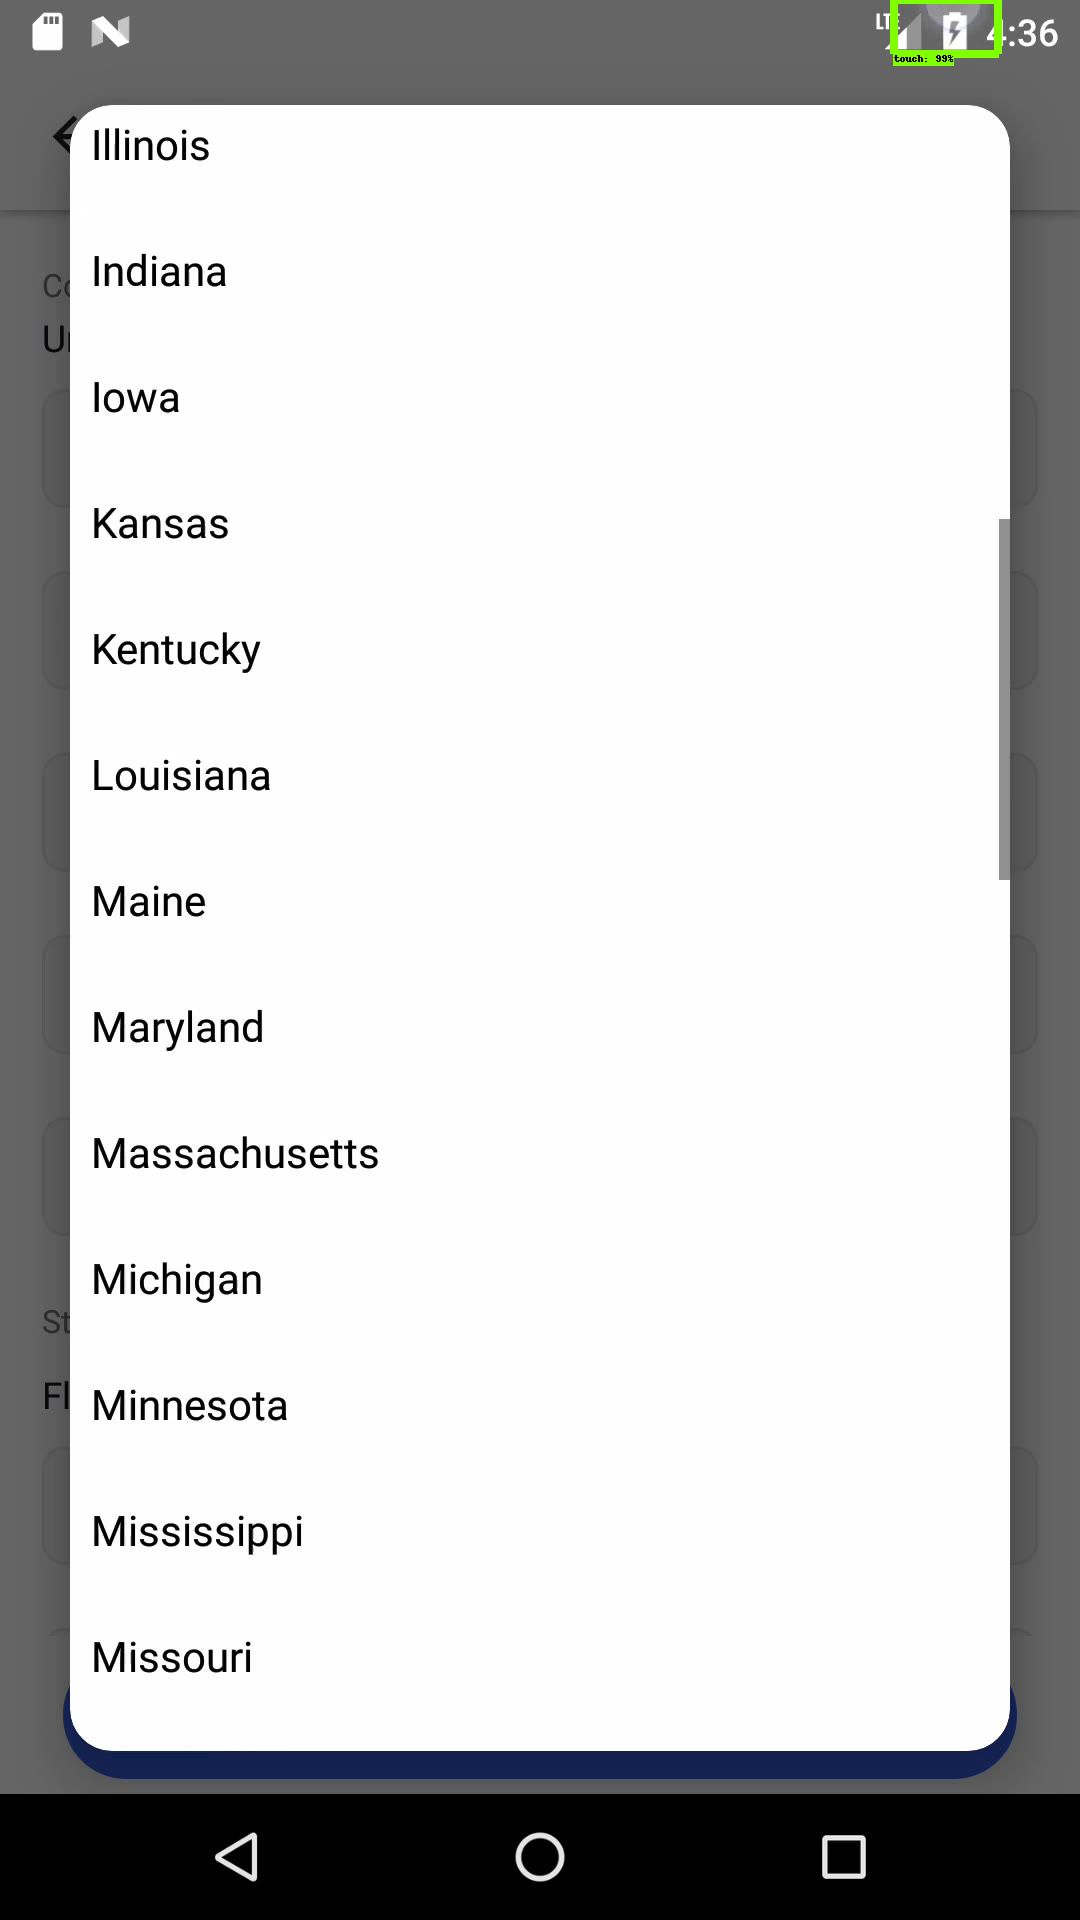 LTE 4:36
touch: 99%
Illinois
Indiana
Co
Iowa
Kansas
Kentucky
Louisiana
Maine
Maryland
Massachusetts
Michigan
St
Minnesota
Fl
Mississippi
Missouri